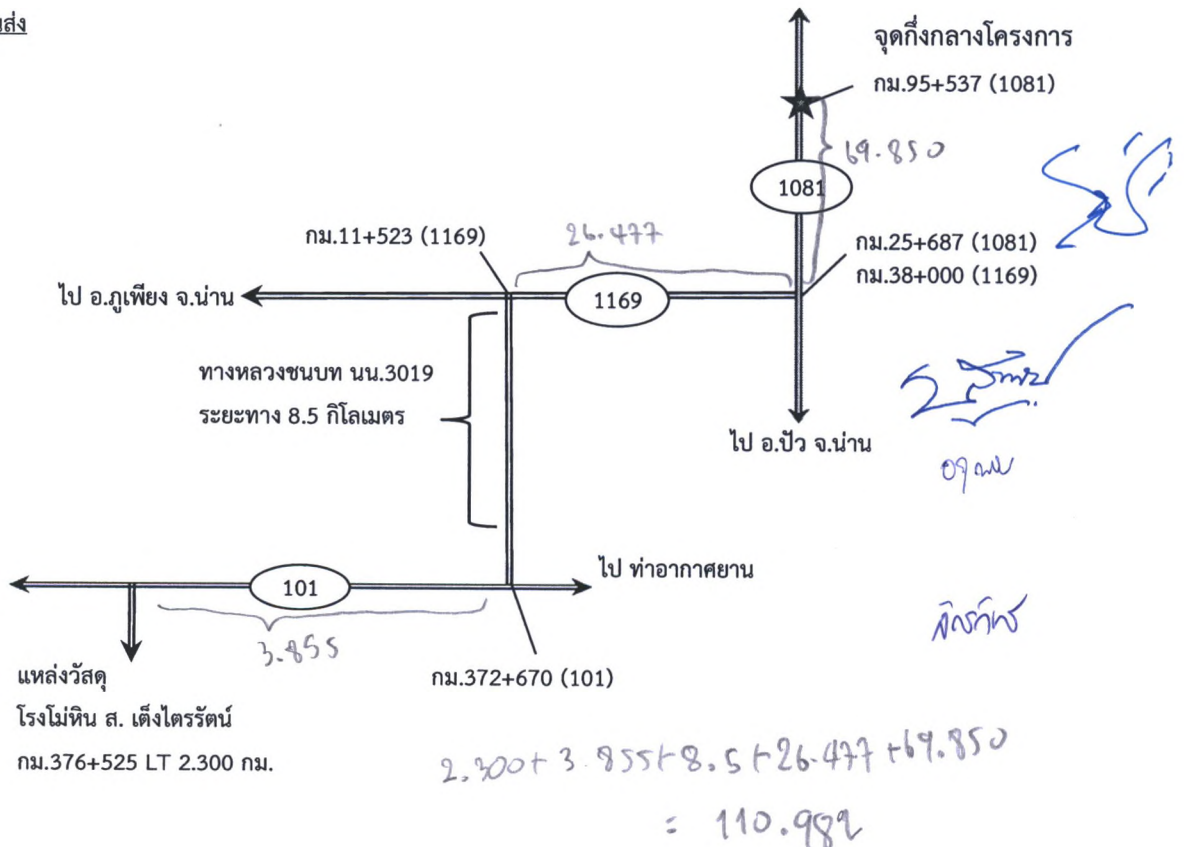 นส่ง
จุดกึ่งกลางโครงการ
กม.95+537 (1081)
69.850
1081
กม.11+523 (1169)
26.477
กม.25+687 (1081)
กม.38+000 (1169)
ไป อ.ภูเพียง จ.น่าน
1169
ทางหลวงชนบท นน.3019
ระยะทาง 8.5 กิโลเมตร
ไป อ.ปัว จ.น่าน
ไป ท่าอากาศยาน
101
3.855
กม.372+670 (101)
แหล่งวัสดุ
โรงโม่หิน ส. เต็งไตรรัตน์
กม.376+525 LT 2.300 กม.
2.300+ 3.855+8.5+26.477+69.850
= 110.982